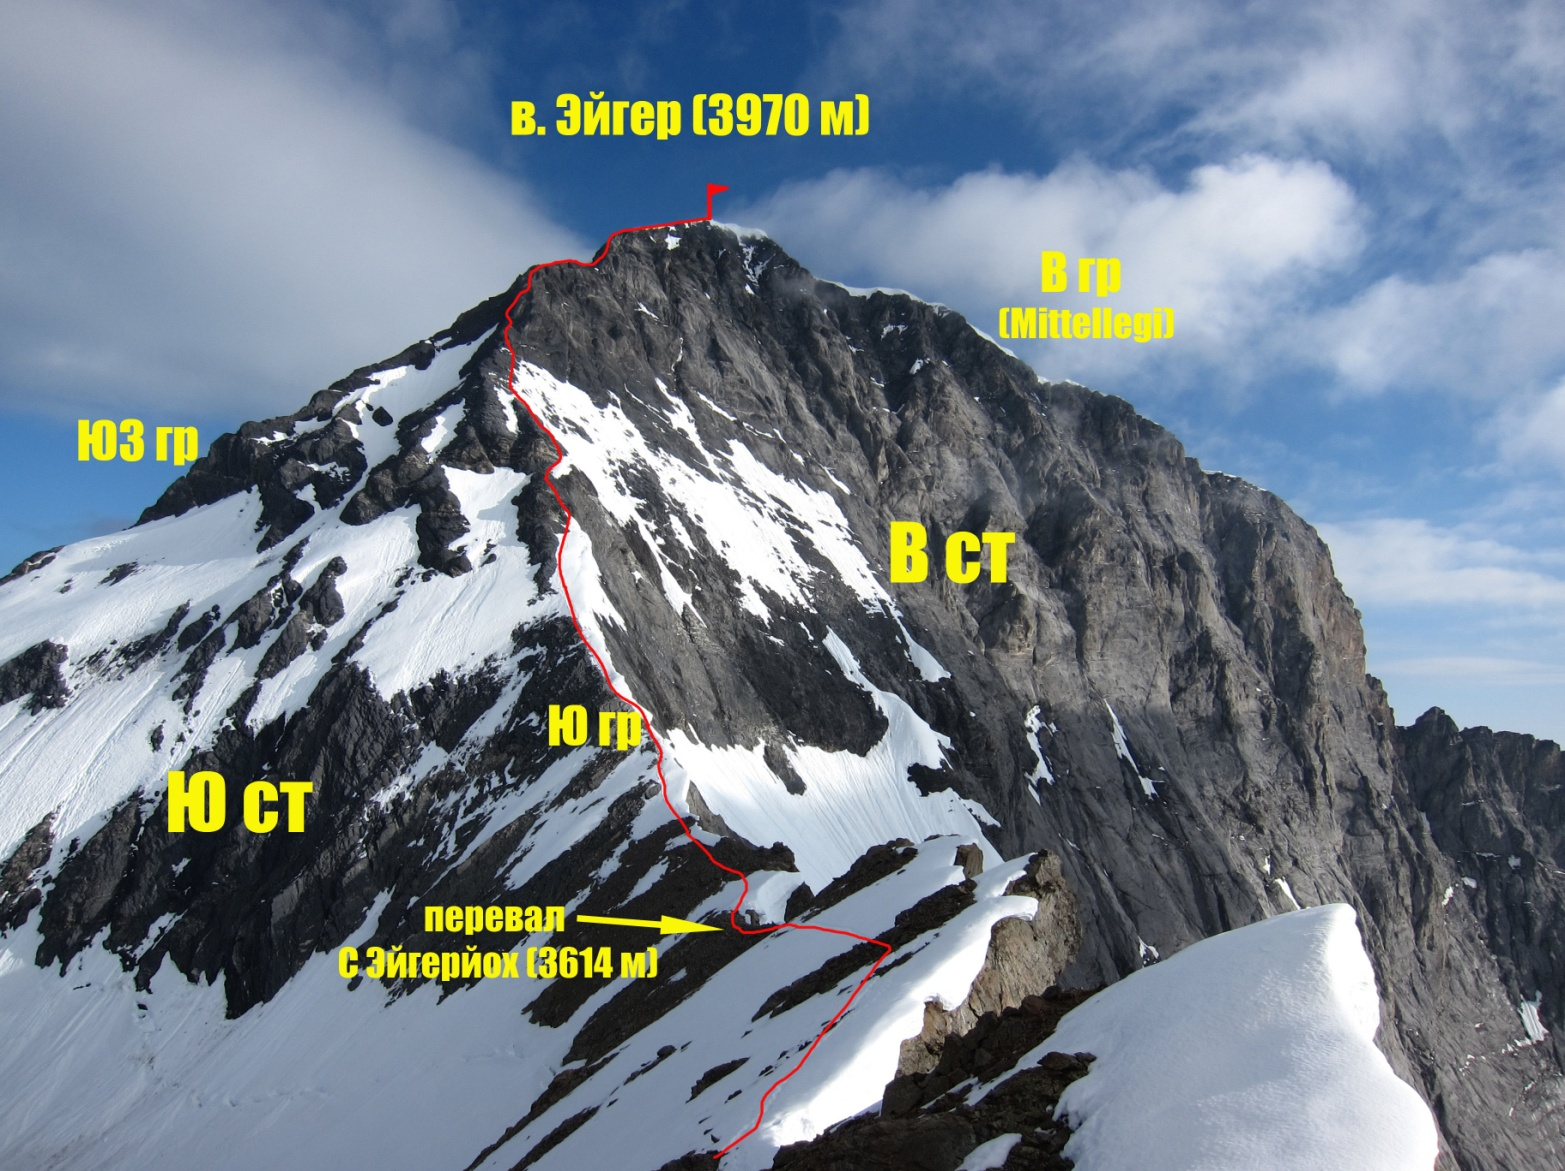 в. Эйгер (3970 м)
В гр
(Mittellegi)
ЮЗ гр
В ст
Ю гр
Ю ст
перевал
С Эйгерйох (3614 м)